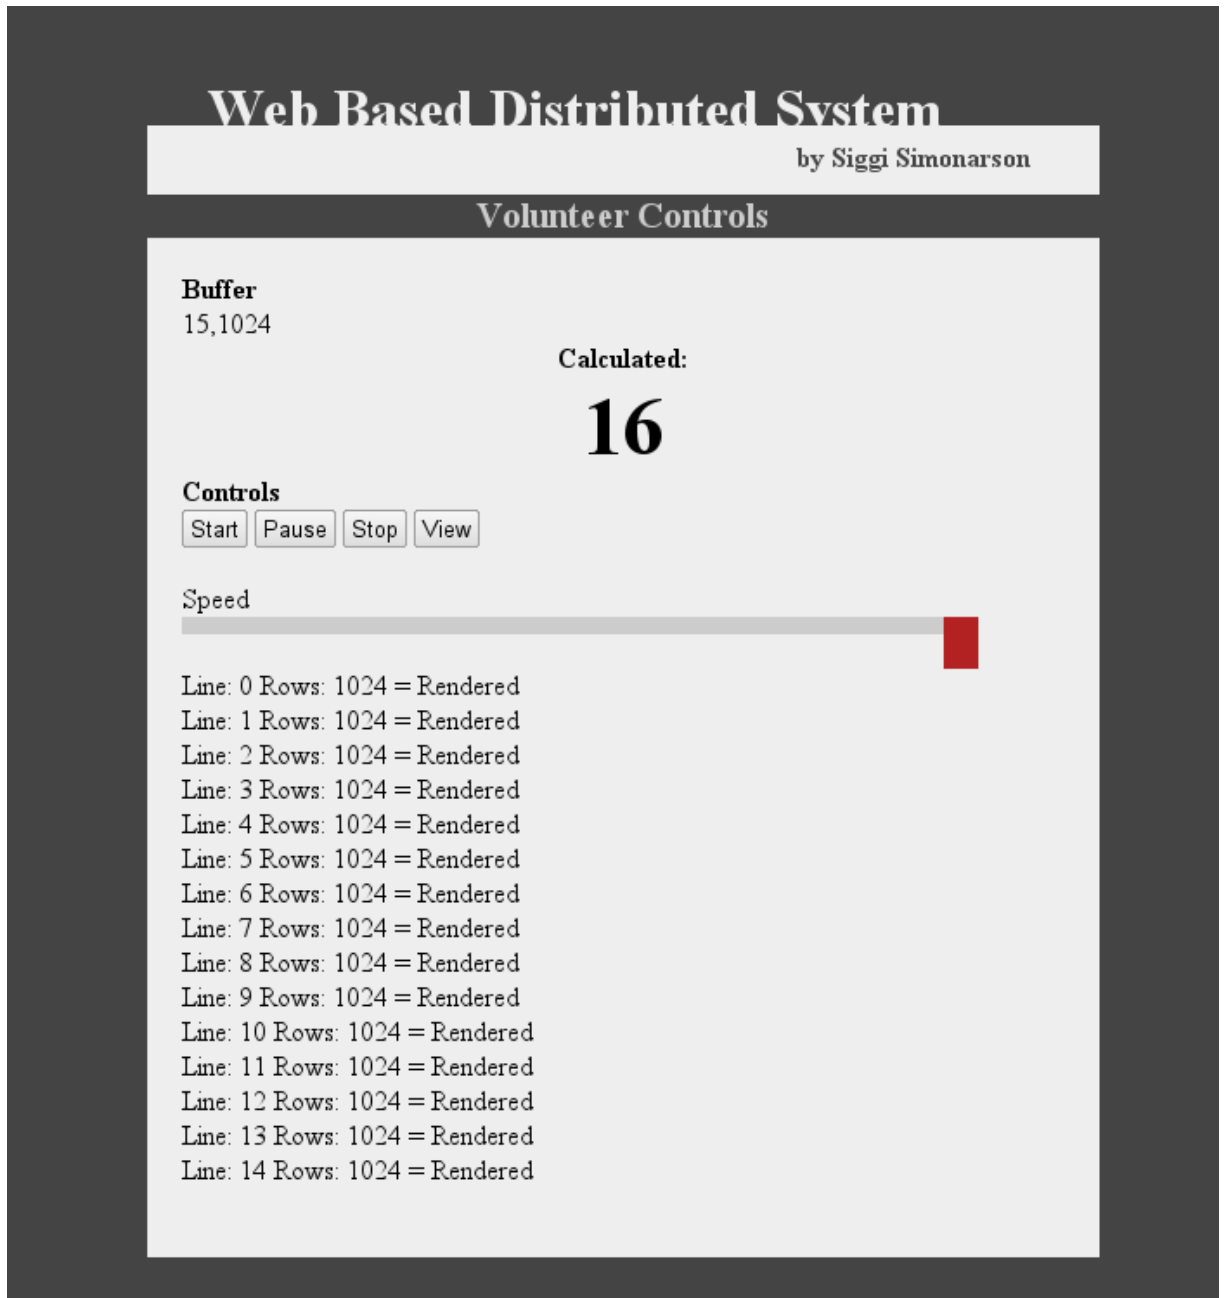 Web Based Distributed System
by Siggi Simonarson
Volunteer Controls
Buffer
15,1024
Calculated:
16
Controls
Start Pause Stop View
Speed
Line: 0 Rows: 1024 = Rendered
Line: 1 Rows: 1024 = Rendered
Line: 2 Rows: 1024 = Rendered
Line: 3 Rows: 1024 = Rendered
Line: 4 Rows: 1024 = Rendered
Line: 5 Rows: 1024 = Rendered
Line: 6 Rows: 1024 = Rendered
Line: 7 Rows: 1024 = Rendered
Line: 8 Rows: 1024 = Rendered
Line: 9 Rows: 1024 = Rendered
Line: 10 Rows: 1024 = Rendered
Line: 11 Rows: 1024 = Rendered
Line: 12 Rows: 1024 = Rendered
Line: 13 Rows: 1024 = Rendered
Line: 14 Rows: 1024 = Rendered